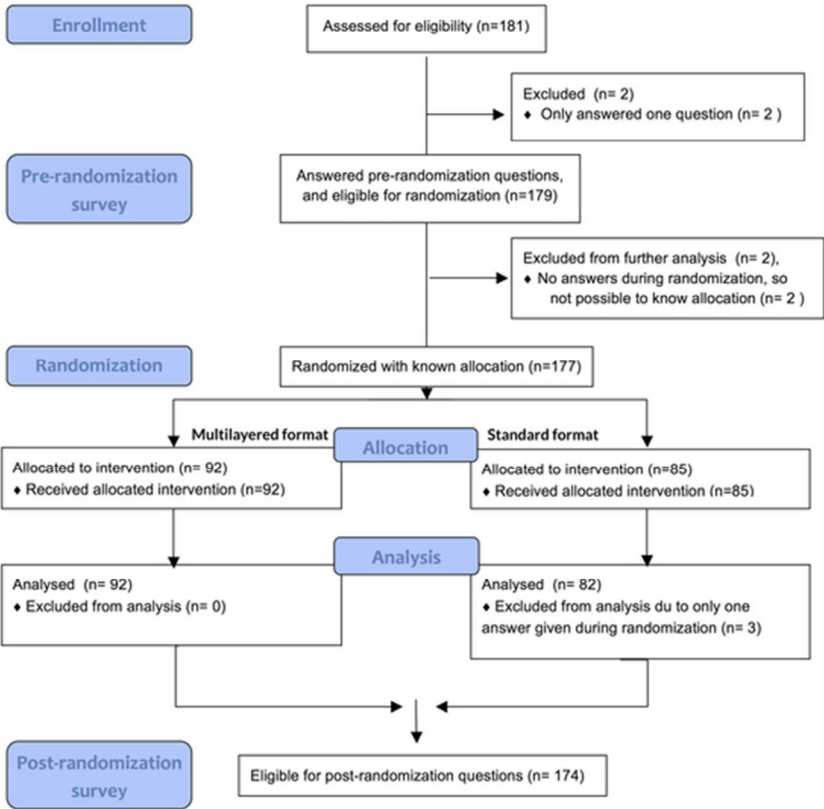 Enrollment
Assessed for eligibility (n=181)
Excluded (n= 2)
♦ Only answered one question (n= 2 )
Pre-randomization
survey
Answered pre-randomization questions,
and eligible for randomization (n=179)
Excluded from further analysis (n= 2),
♦ No answers during randomization, so
not possible to know allocation (n= 2 )
Randomization
Randomized with known allocation (n=177)
Multilayered format
Allocation
Standard format
Allocated to intervention (n= 92)
♦ Received allocated intervention (n=92)
Allocated to intervention (n=85)
♦ Received allocated intervention (n=85)
Analysis
Analysed (n= 92)
♦ Excluded from analysis (n= 0)
Analysed (n= 82)
♦ Excluded from analysis du to only one
answer given during randomization (n= 3)
Post-randomization
survey
Eligible for post-randomization questions (n= 174)